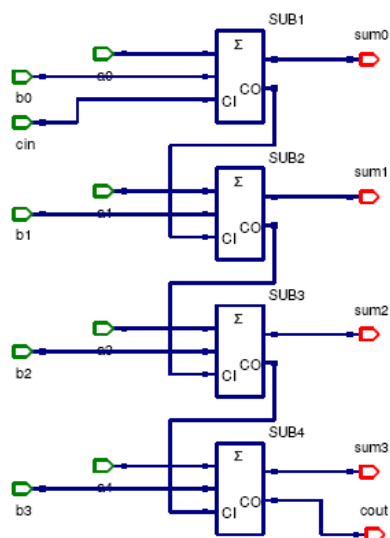 SUB1
sum0
Σ
a0
b0
CO
cin
CI
SUB2
sum1
Σ
a1
b1
CO
CI
SUB3
sum2
Σ
b2
CO
CI
SUB4
sum3
Σ
a4
b3
CO
cout
CI